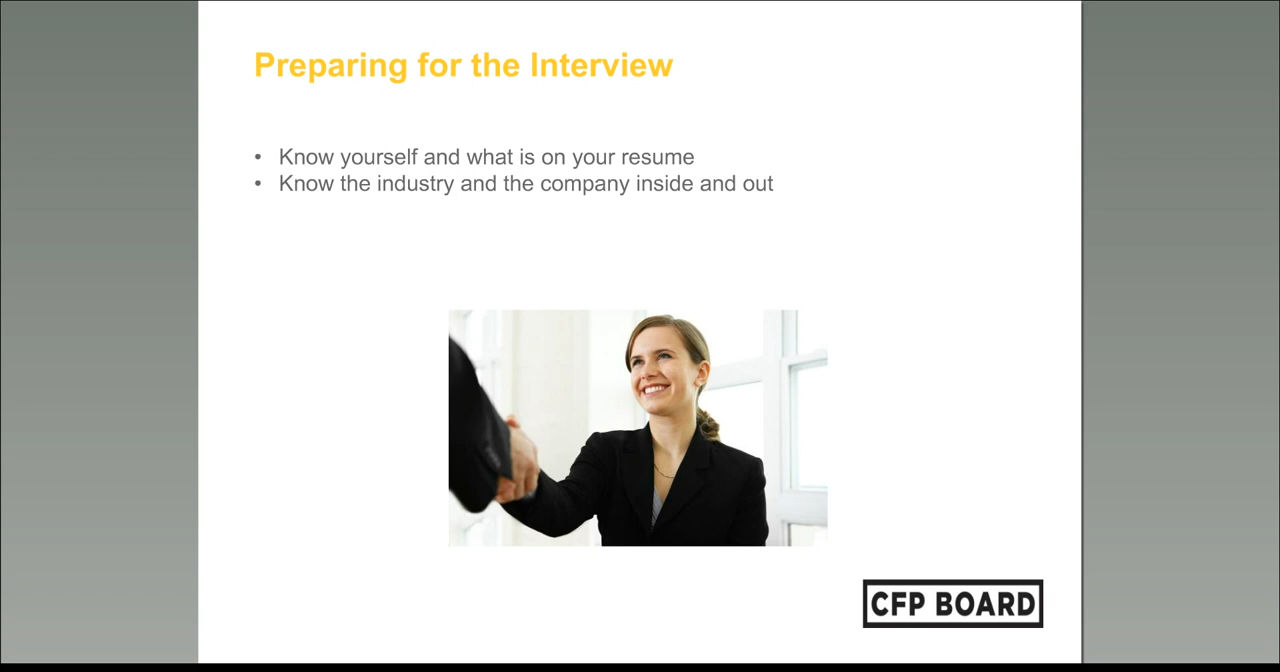 Preparing for the Interview
• Know yourself and what is on your resume
• Know the industry and the company inside and out
CFP BOARD